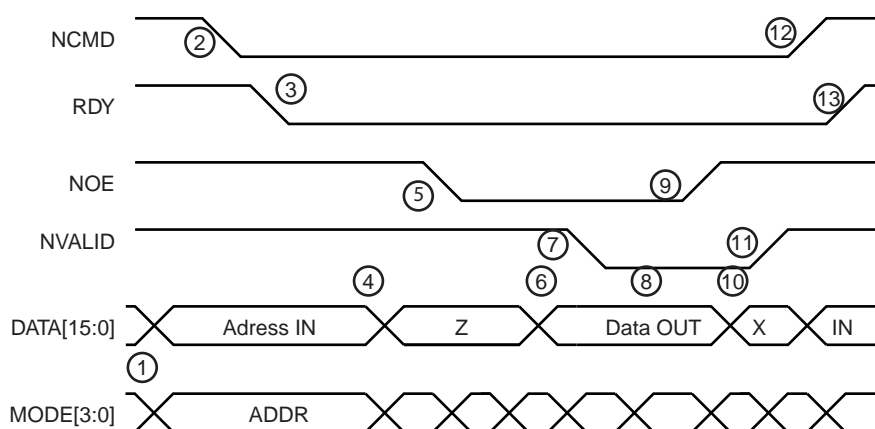 NCMD ② ⑫
RDY ③ ⑬
NOE ⑤ ⑨
NVALID ⑦ ⑪
④ ⑥ ⑧ ⑩
DATA[15:0] Adress IN Z Data OUT X IN
①
MODE[3:0] ADDR